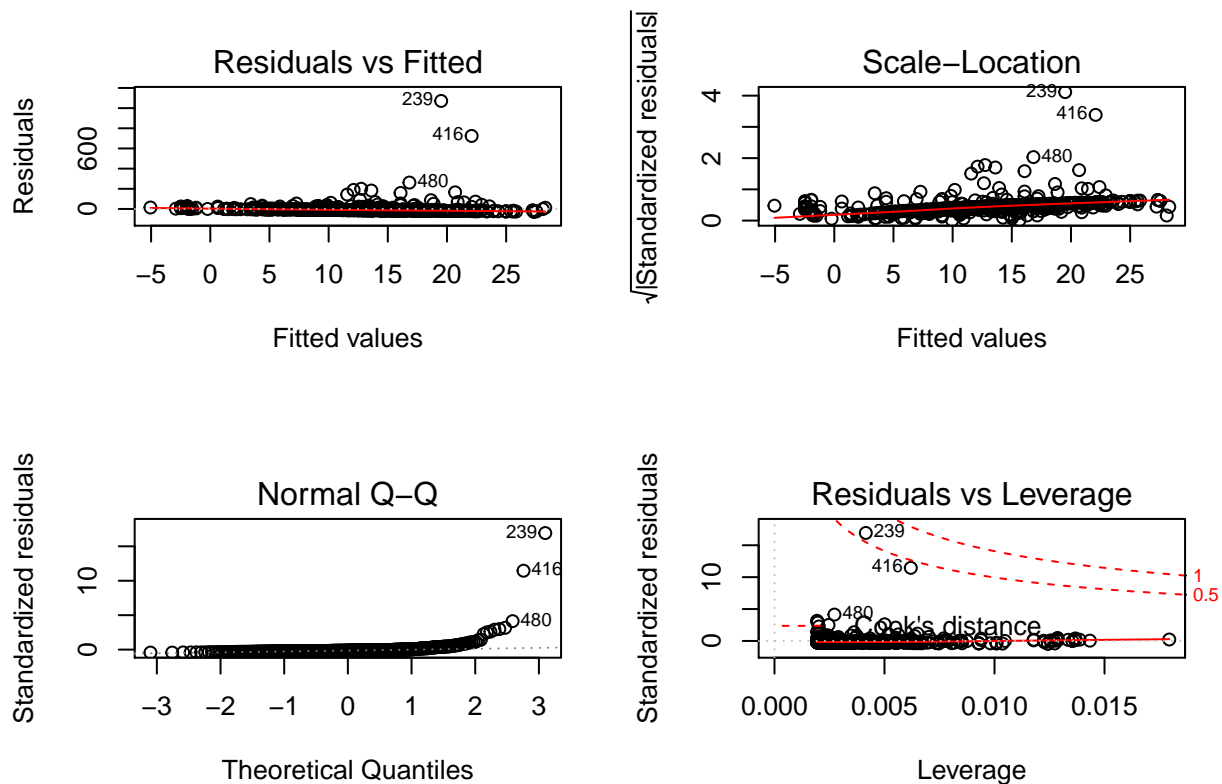 Residuals vs Fitted
Residuals
600
0
239
416
480
−5 0 5 10 15 20 25
Fitted values
Scale−Location
√|Standardized residuals|
4
2
0
239
416
480
−5 0 5 10 15 20 25
Fitted values
Normal Q−Q
Standardized residuals
10
0
239
416
480
−3 −2 −1 0 1 2 3
Theoretical Quantiles
Residuals vs Leverage
Standardized residuals
10
0
239
416
480
Cook's distance
1
0.5
0.000 0.005 0.010 0.015
Leverage